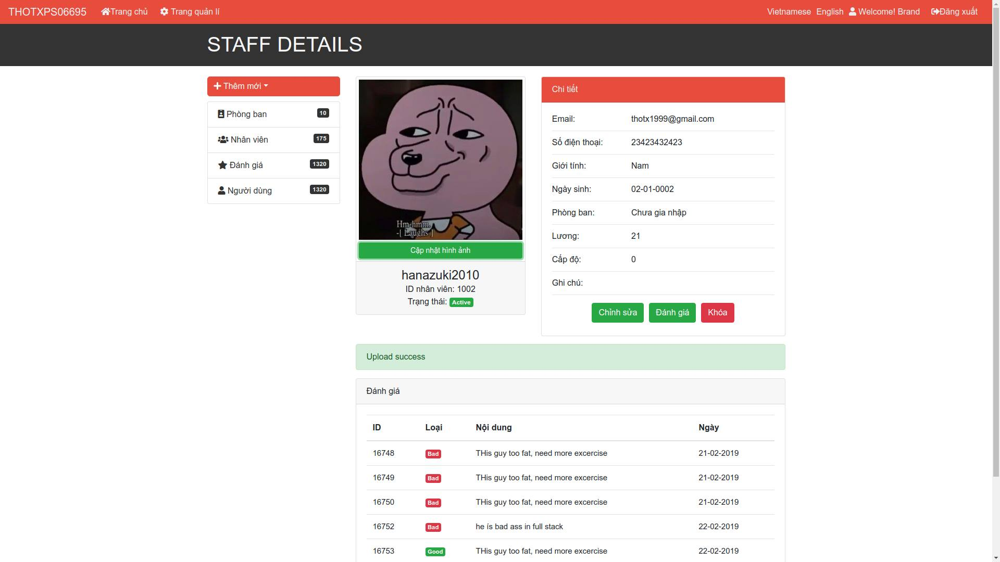 THOTXPS06695 Trang chủ Trang quản lí Vietnamese English Welcome! Brand Đăng xuất
STAFF DETAILS
Thêm mới
Phòng ban 10
Nhân viên 175
Đánh giá 1320
Người dùng 1320
Hm-hmm.
-[ Laughs ]
Cập nhật hình ảnh
hanazuki2010
ID nhân viên: 1002
Trạng thái: Active
Chi tiết
Email: thotx1999@gmail.com
Số điện thoại: 23423432423
Giới tính: Nam
Ngày sinh: 02-01-0002
Phòng ban: Chưa gia nhập
Lương: 21
Cấp độ: 0
Ghi chú:
Chỉnh sửa Đánh giá Khóa
Upload success
Đánh giá
ID Loại Nội dung Ngày
16748 Bad THis guy too fat, need more excercise 21-02-2019
16749 Bad THis guy too fat, need more excercise 21-02-2019
16750 Bad THis guy too fat, need more excercise 21-02-2019
16752 Bad he ís bad ass in full stack 22-02-2019
16753 Good THis guy too fat, need more excercise 22-02-2019